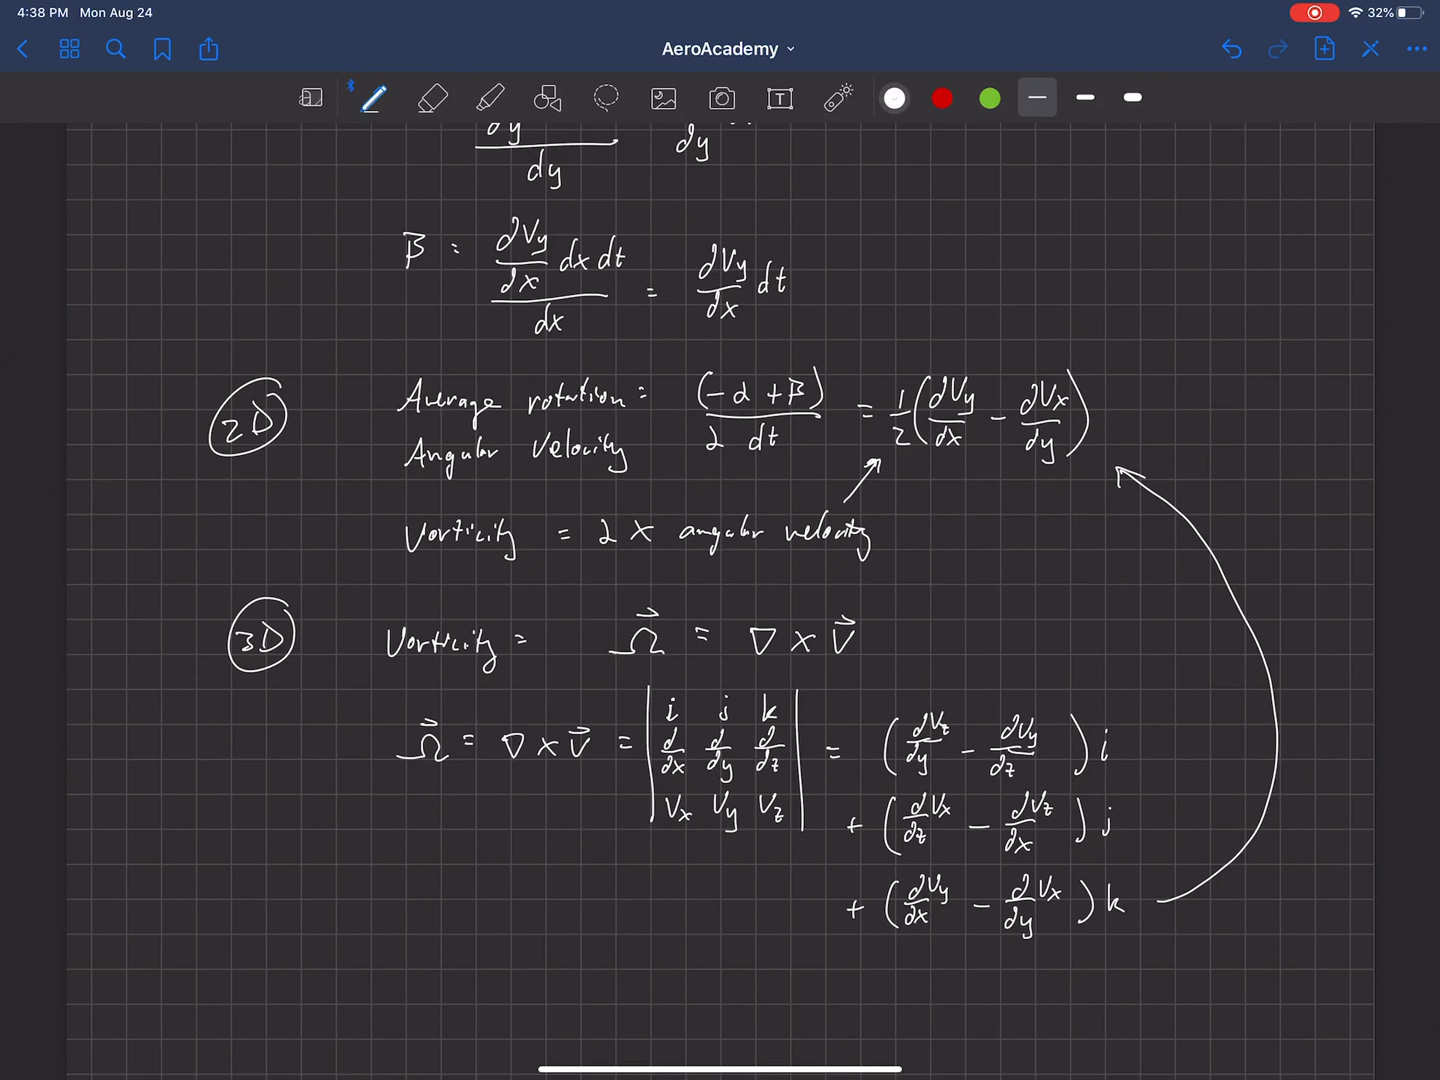 4:38 PM Mon Aug 24
32%
AeroAcademy
T
∂y
dy
∂y
β = ∂Vy/∂x dx dt / dx = ∂Vy/∂x dt
2D
Average rotation = (-α + β) / 2 dt = 1/2 (∂Vy/∂x - ∂Vx/∂y)
Angular Velocity
Vorticity = 2 X angular velocity
3D
Vorticity = Ω⃗ = ∇ × V⃗
Ω⃗ = ∇ × V⃗ = | i j k | = (∂Vz/∂y - ∂Vy/∂z) i
| ∂/∂x ∂/∂y ∂/∂z |
| Vx Vy Vz | + (∂Vx/∂z - ∂Vz/∂x) j
+ (∂Vy/∂x - ∂Vx/∂y) k